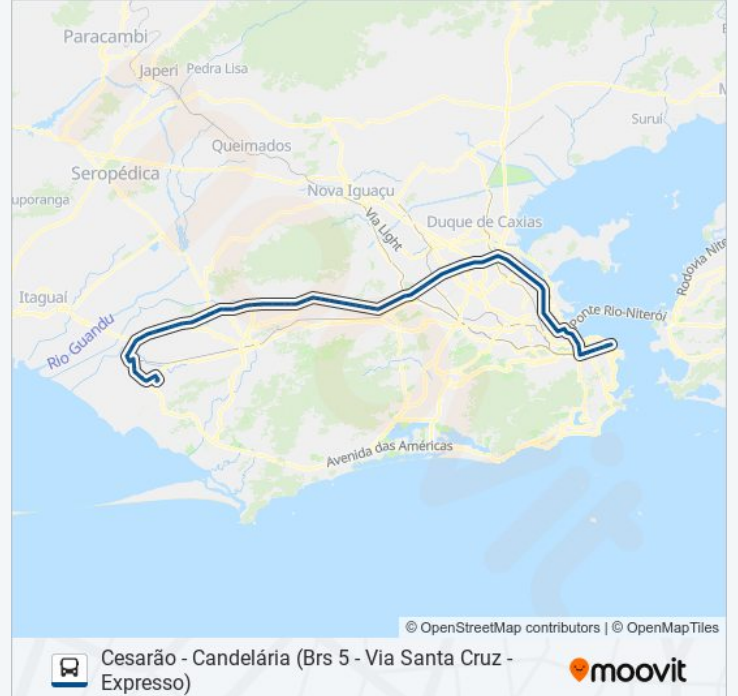 Paracambi
Japeri
Pedra Lisa
Suruí
Queimados
Seropédica
Nova Iguaçu
uporanga
Via Light
Duque de Caxias
Rodovia Nite
Itaguaí
Rio Guandu
Ponte Rio-Niterói
Avenida das Américas
© OpenStreetMap contributors | © OpenMapTiles
Cesarão - Candelária (Brs 5 - Via Santa Cruz -
Expresso)
moovit